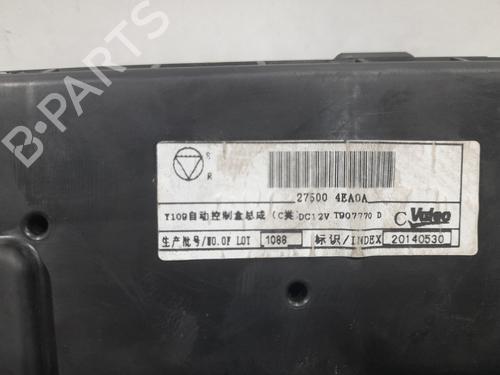 B-PARTS
S
R
27500 4EA0A
Y109自动控制盒总成 (C类) DC12V T907770 D
C Valeo
生产批号/NO.OF LOT 1088 标识/INDEX 20140530